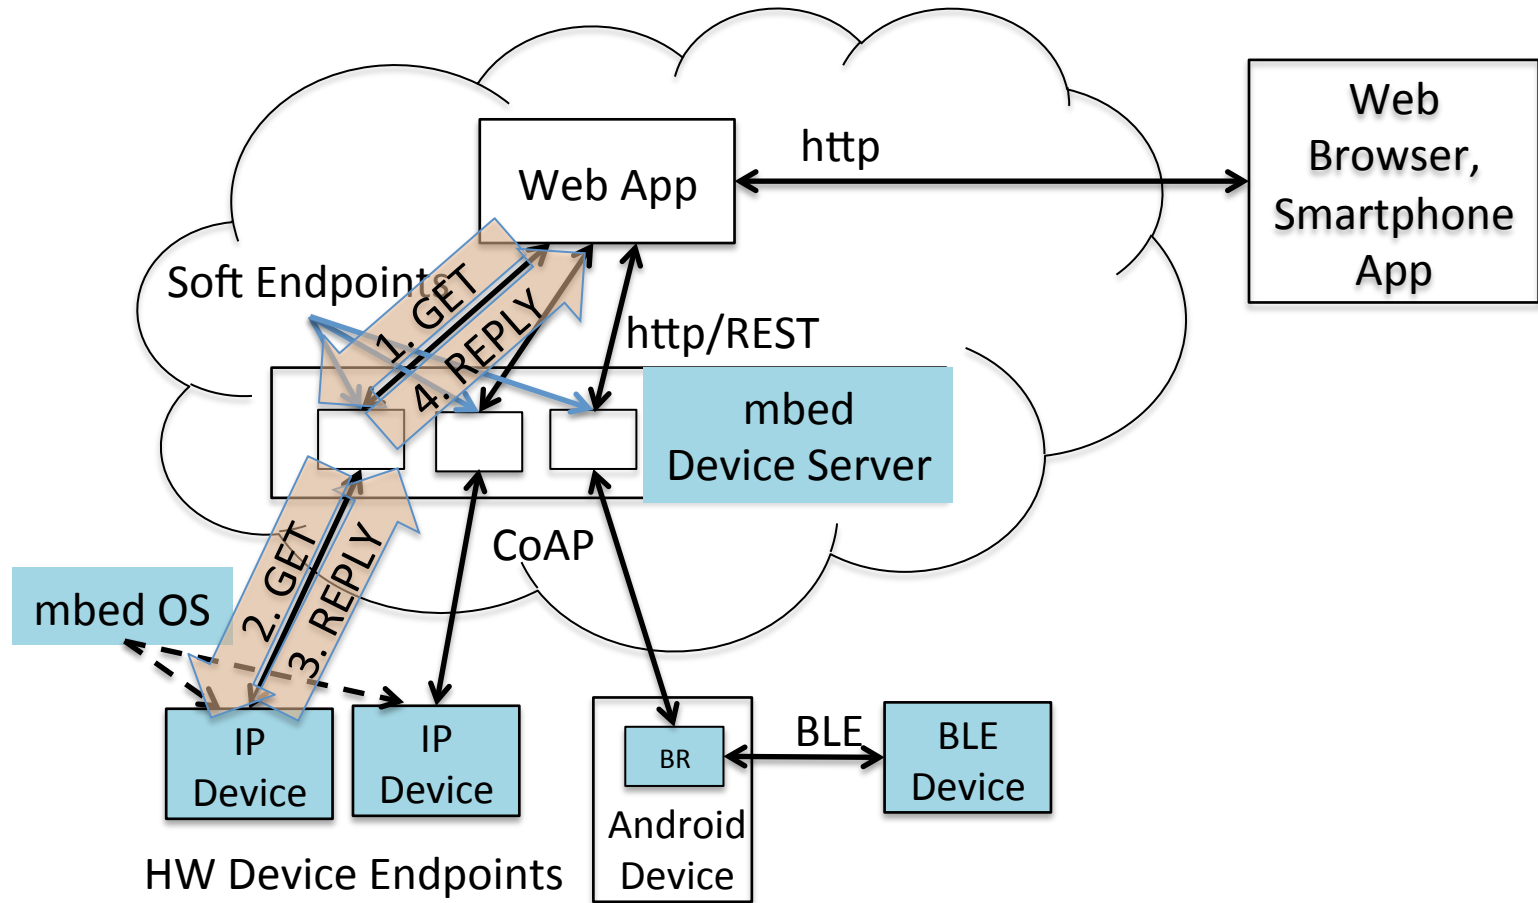 Web
Browser,
Smartphone
App
http
Web App
Soft Endpoints
1. GET
4. REPLY
http/REST
mbed
Device Server
CoAP
2. GET
3. REPLY
mbed OS
IP
Device
IP
Device
BR
Android
Device
BLE
BLE
Device
HW Device Endpoints